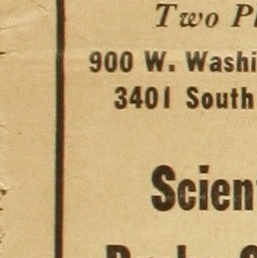 Two Pl
900 W. Washi
3401 South
Scien